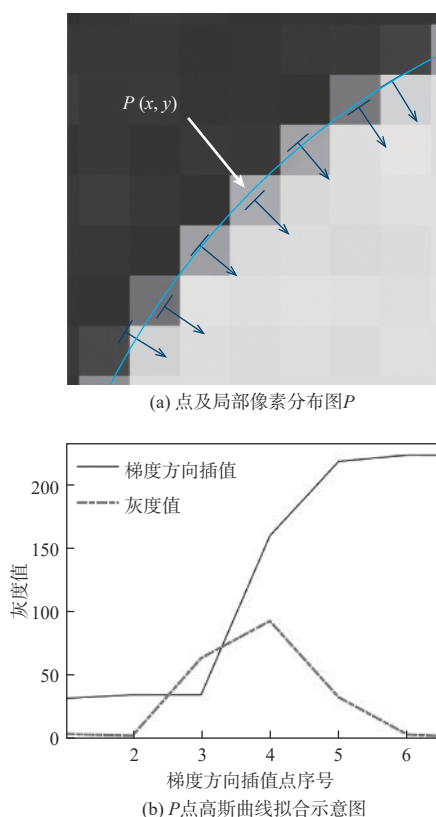 P (x, y)
(a) 点及局部像素分布图P
梯度方向插值
灰度值
灰度值
200
150
100
50
0
2 3 4 5 6
梯度方向插值点序号
(b) P点高斯曲线拟合示意图